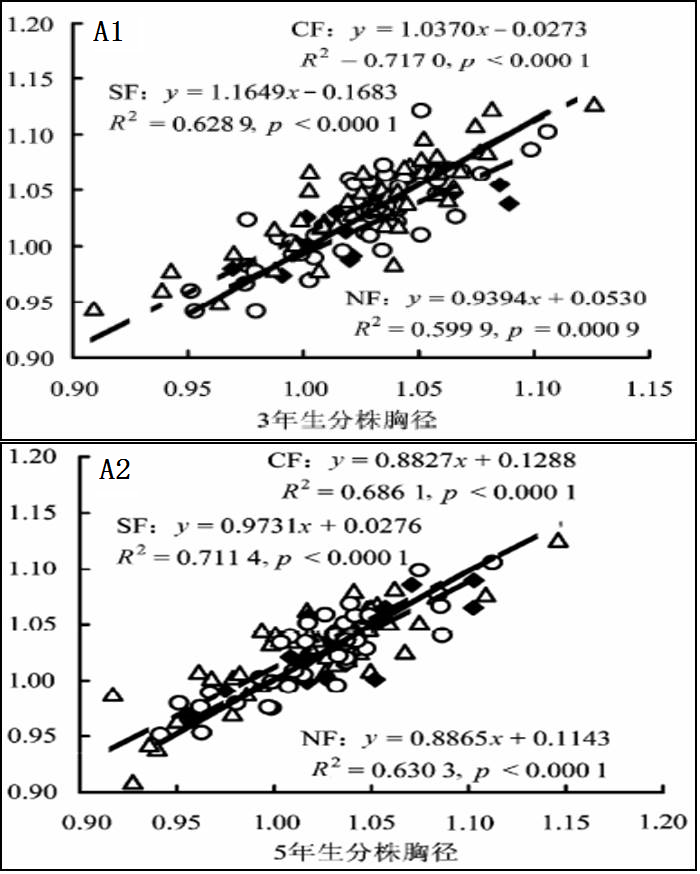 1.20
A1
CF: y = 1.0370x − 0.0273
R² − 0.717 0, p < 0.000 1
1.15
SF: y = 1.1649x − 0.1683
R² = 0.628 9, p < 0.000 1
1.10
1.05
1.00
0.95
NF: y = 0.9394x + 0.0530
R² = 0.599 9, p = 0.000 9
0.90
0.90 0.95 1.00 1.05 1.10 1.15
3年生分株胸径
1.20
A2
CF: y = 0.8827x + 0.1288
R² = 0.686 1, p < 0.000 1
1.15
SF: y = 0.9731x + 0.0276
R² = 0.711 4, p < 0.000 1
1.10
1.05
1.00
0.95
NF: y = 0.8865x + 0.1143
R² = 0.630 3, p < 0.000 1
0.90
0.90 0.95 1.00 1.05 1.10 1.15 1.20
5年生分株胸径